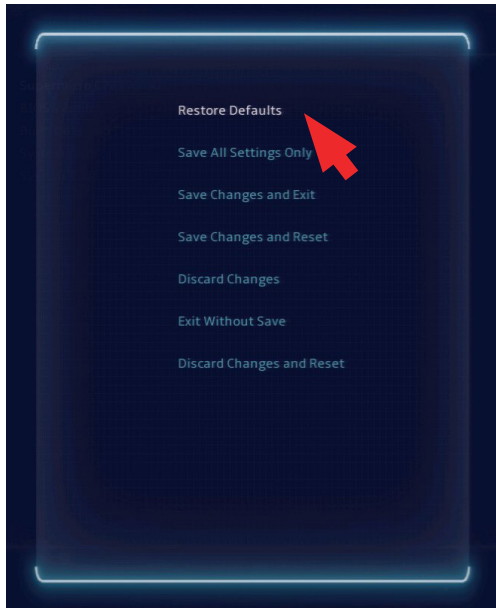 Restore Defaults
Save All Settings Only
Save Changes and Exit
Save Changes and Reset
Discard Changes
Exit Without Save
Discard Changes and Reset